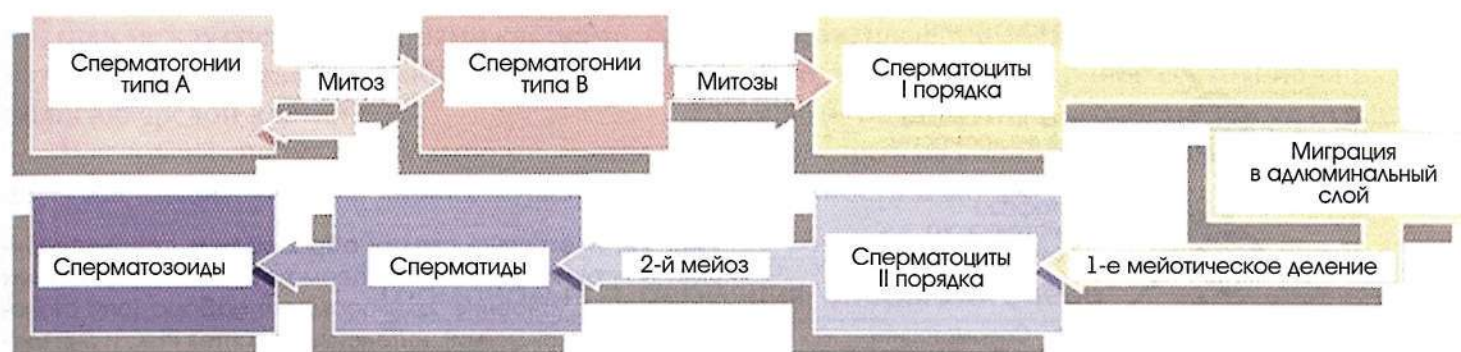 Сперматогонии
типа А
Митоз
Сперматогонии
типа В
Митозы
Сперматоциты
I порядка
Миграция
в адлюминальный
слой
1-е мейотическое деление
Сперматоциты
II порядка
2-й мейоз
Сперматиды
Сперматозоиды